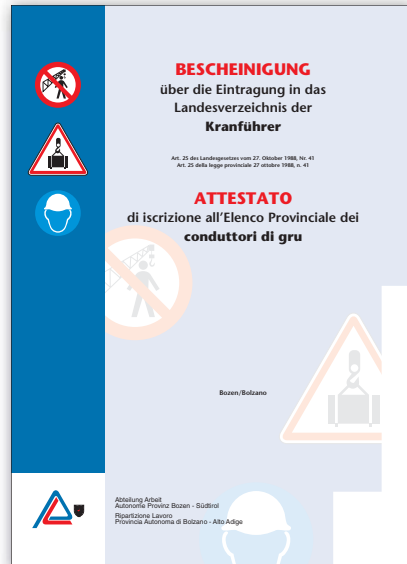 BESCHEINIGUNG
über die Eintragung in das
Landesverzeichnis der
Kranführer
Art. 25 des Landesgesetzes vom 27. Oktober 1988, Nr. 41
Art. 25 della legge provinciale 27 ottobre 1988, n. 41
ATTESTATO
di iscrizione all'Elenco Provinciale dei
conduttori di gru
Bozen/Bolzano
Abteilung Arbeit
Autonome Provinz Bozen - Südtirol
Ripartizione Lavoro
Provincia Autonoma di Bolzano - Alto Adige